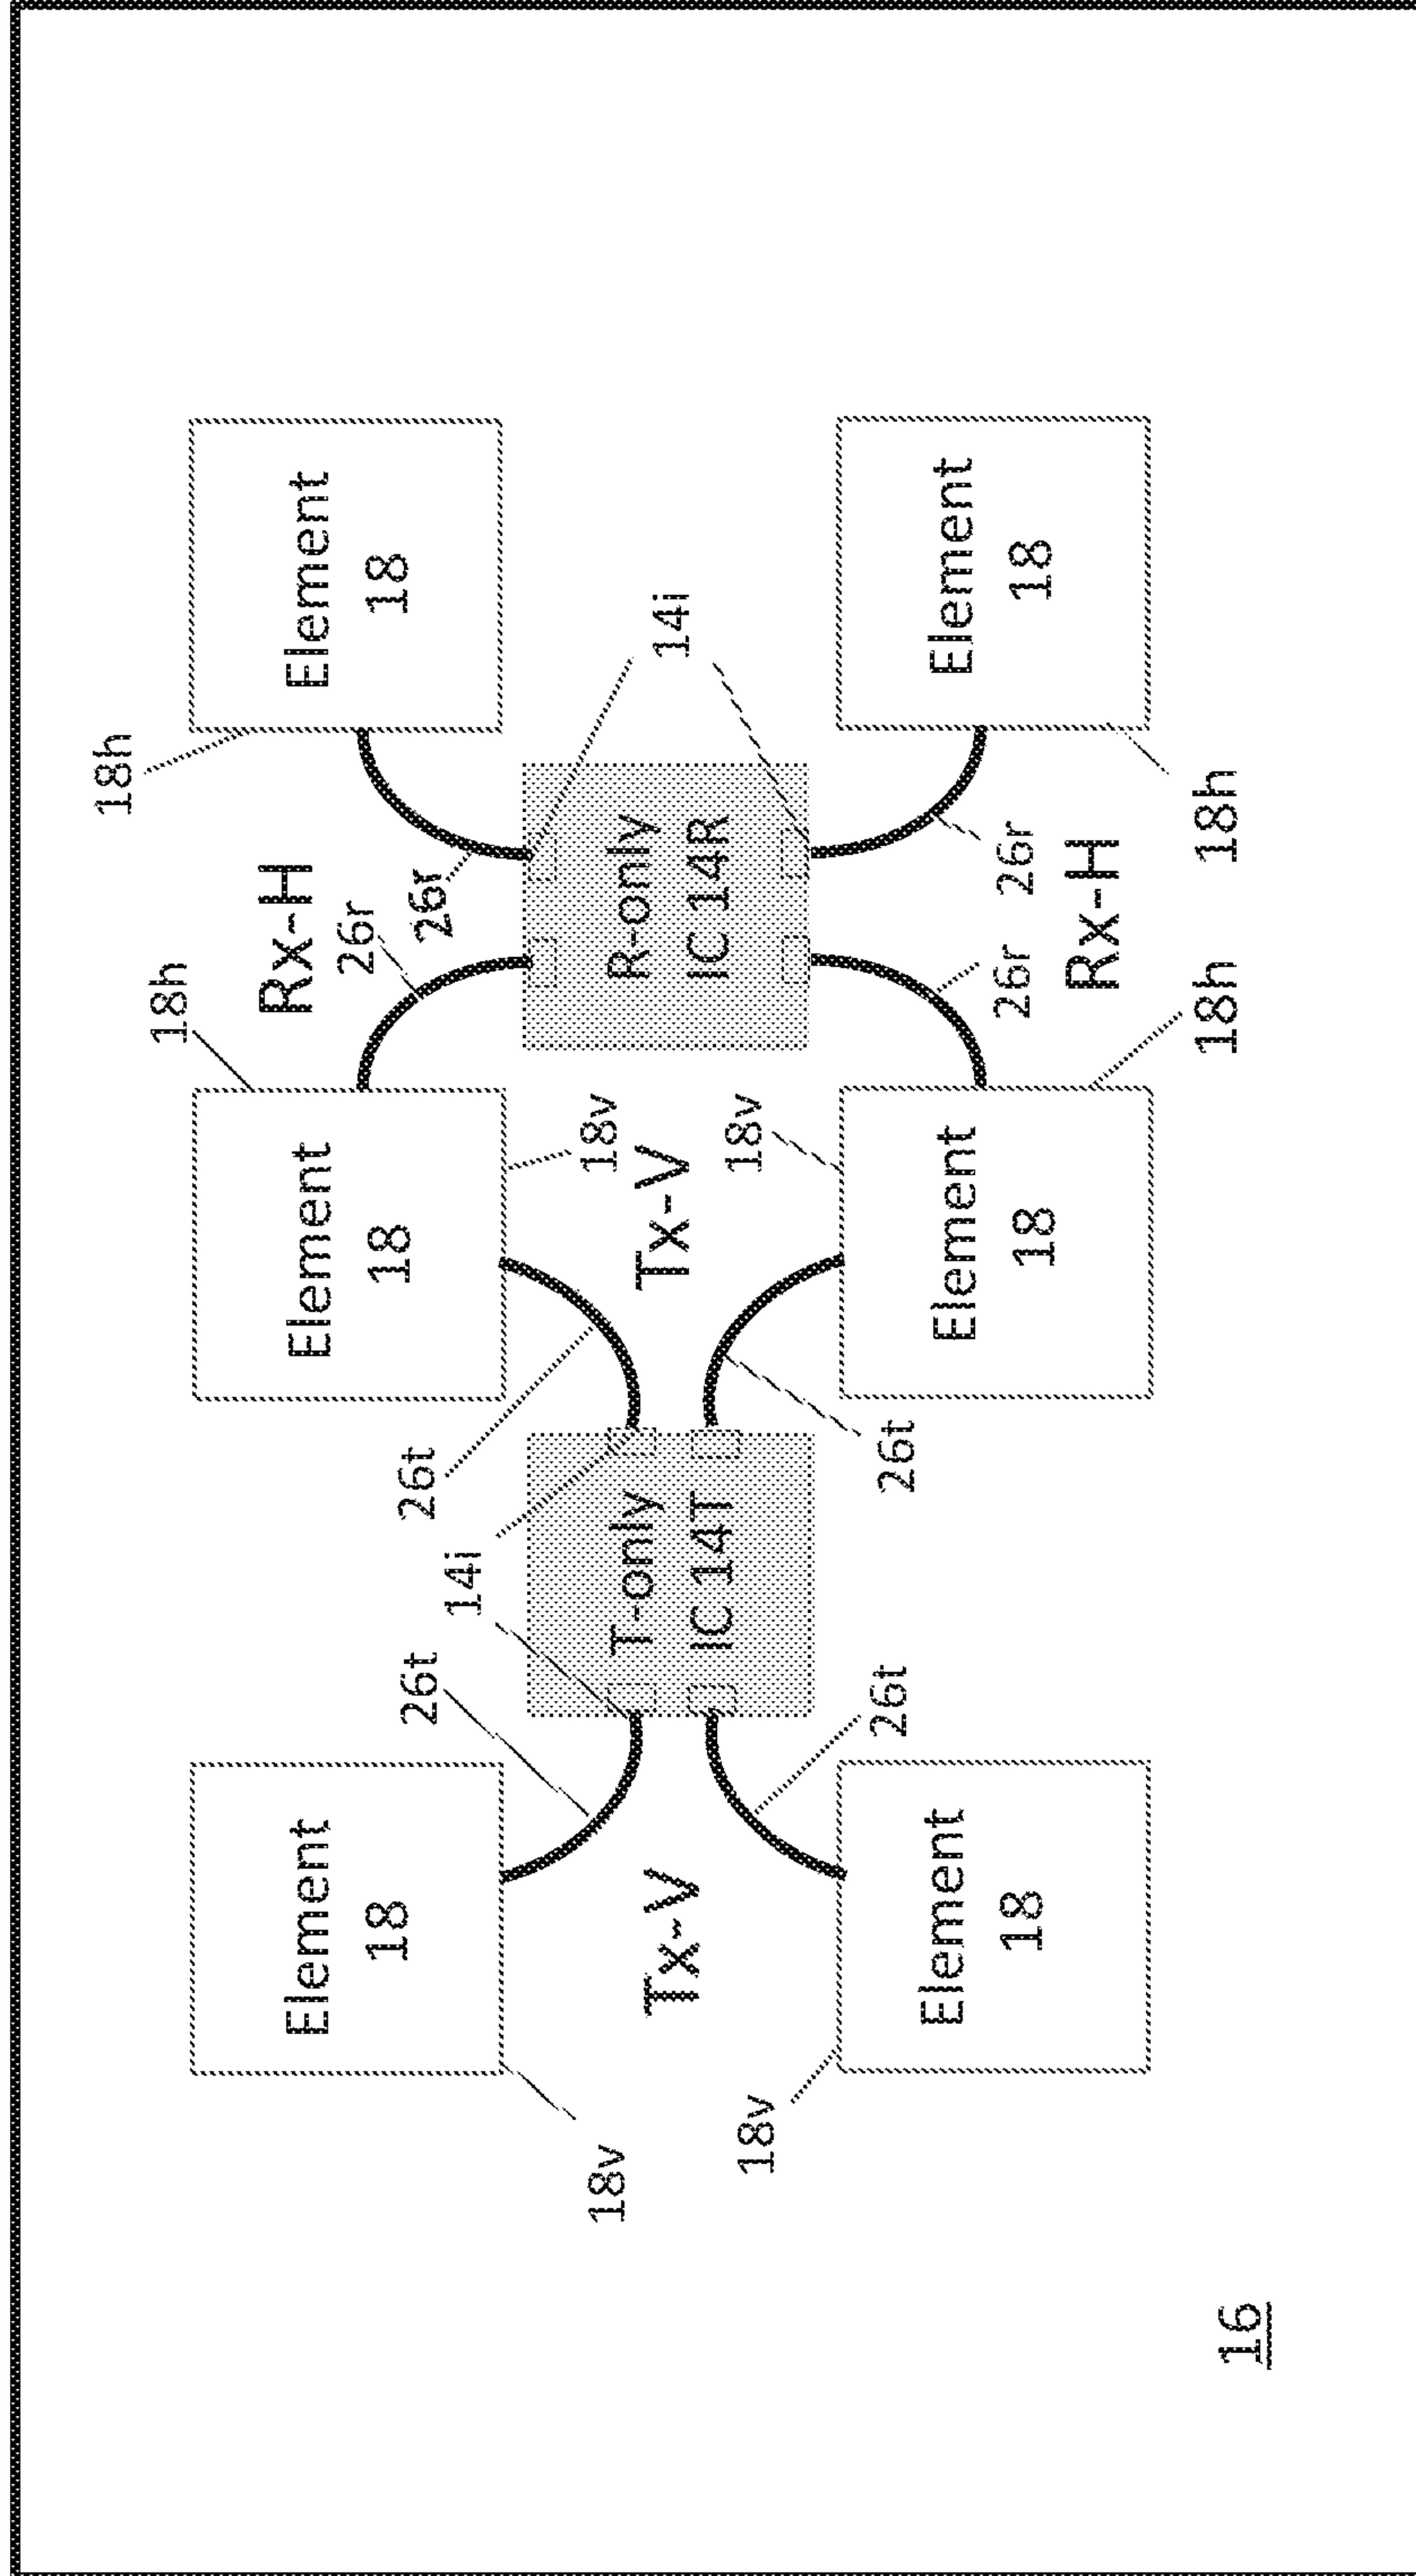 18h
18h
Rx-H
26r
26r
Element
18
Element
18
Element
18
26t
14i
26t
18v
18v
T-only
IC 14T
Tx-V
Tx-V
R-only
IC 14R
14i
18v
18v
26t
26t
Element
18
Element
18
Element
18
26r
26r
Rx-H
18h
18h
16